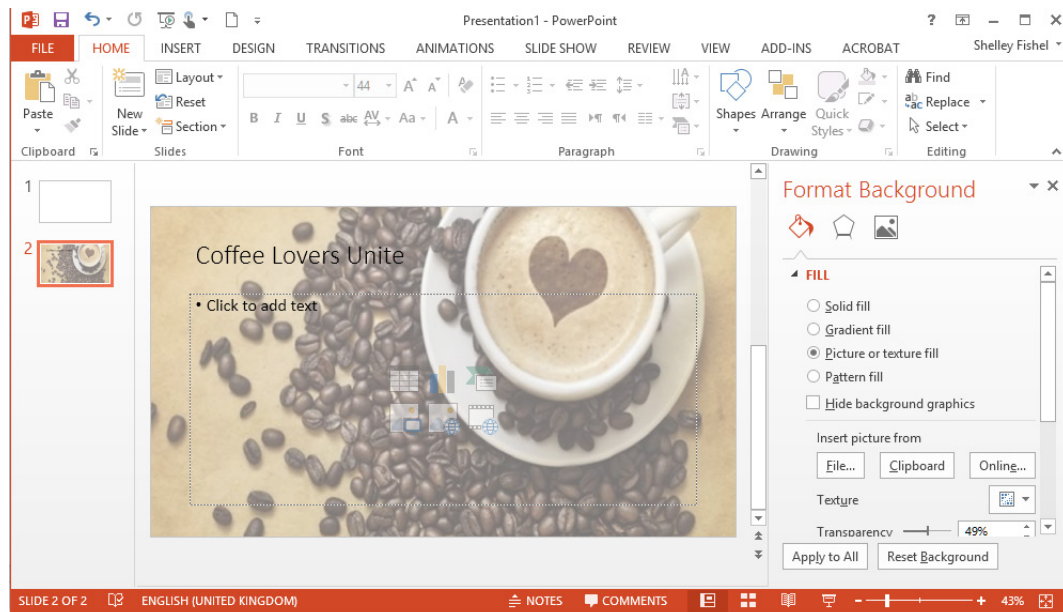 Presentation1 - PowerPoint
FILE HOME INSERT DESIGN TRANSITIONS ANIMATIONS SLIDE SHOW REVIEW VIEW ADD-INS ACROBAT Shelley Fishel
Paste
New Slide
Layout
Reset
Section
44
B I U S abc AV Aa A
Shapes Arrange Quick Styles
Find
Replace
Select
Clipboard Slides Font Paragraph Drawing Editing
1
2
Coffee Lovers Unite
• Click to add text
Format Background
FILL
Solid fill
Gradient fill
Picture or texture fill
Pattern fill
Hide background graphics
Insert picture from
File... Clipboard Online...
Texture
Transparency 49%
Apply to All Reset Background
SLIDE 2 OF 2 ENGLISH (UNITED KINGDOM) NOTES COMMENTS 43%